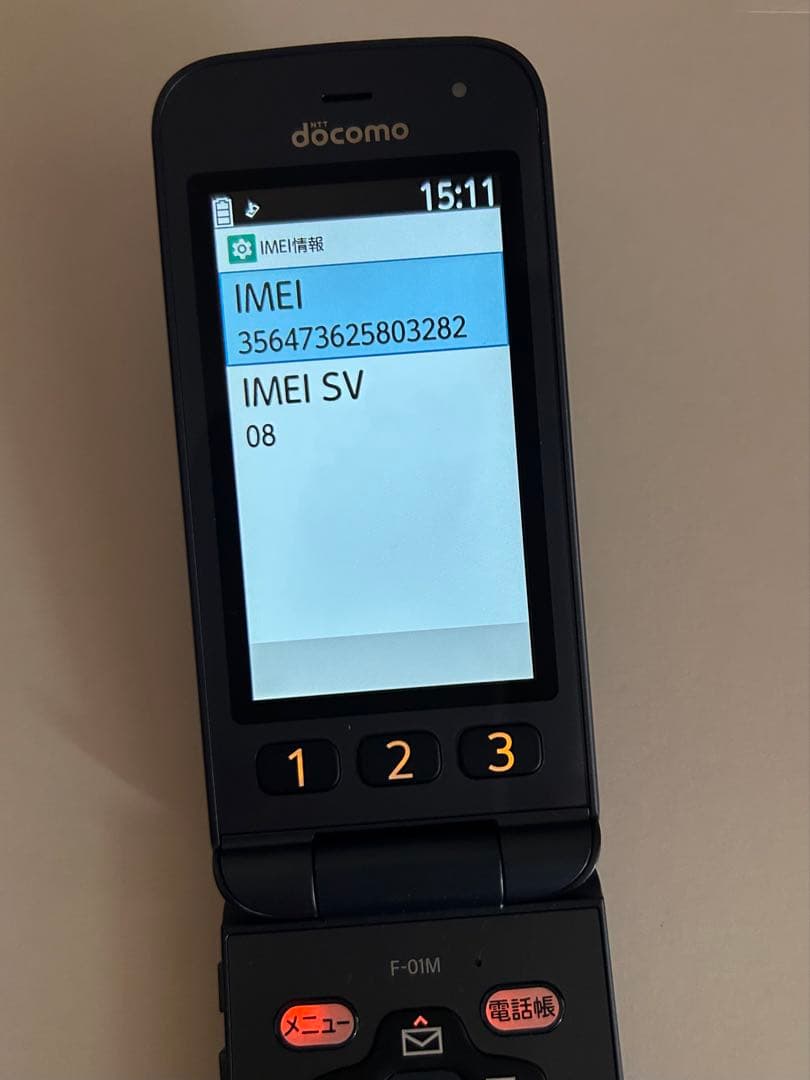 NTT
docomo
15:11
IMEI情報
IMEI
356473625803282
IMEI SV
08
1 2 3
F-01M
メニュー
電話帳